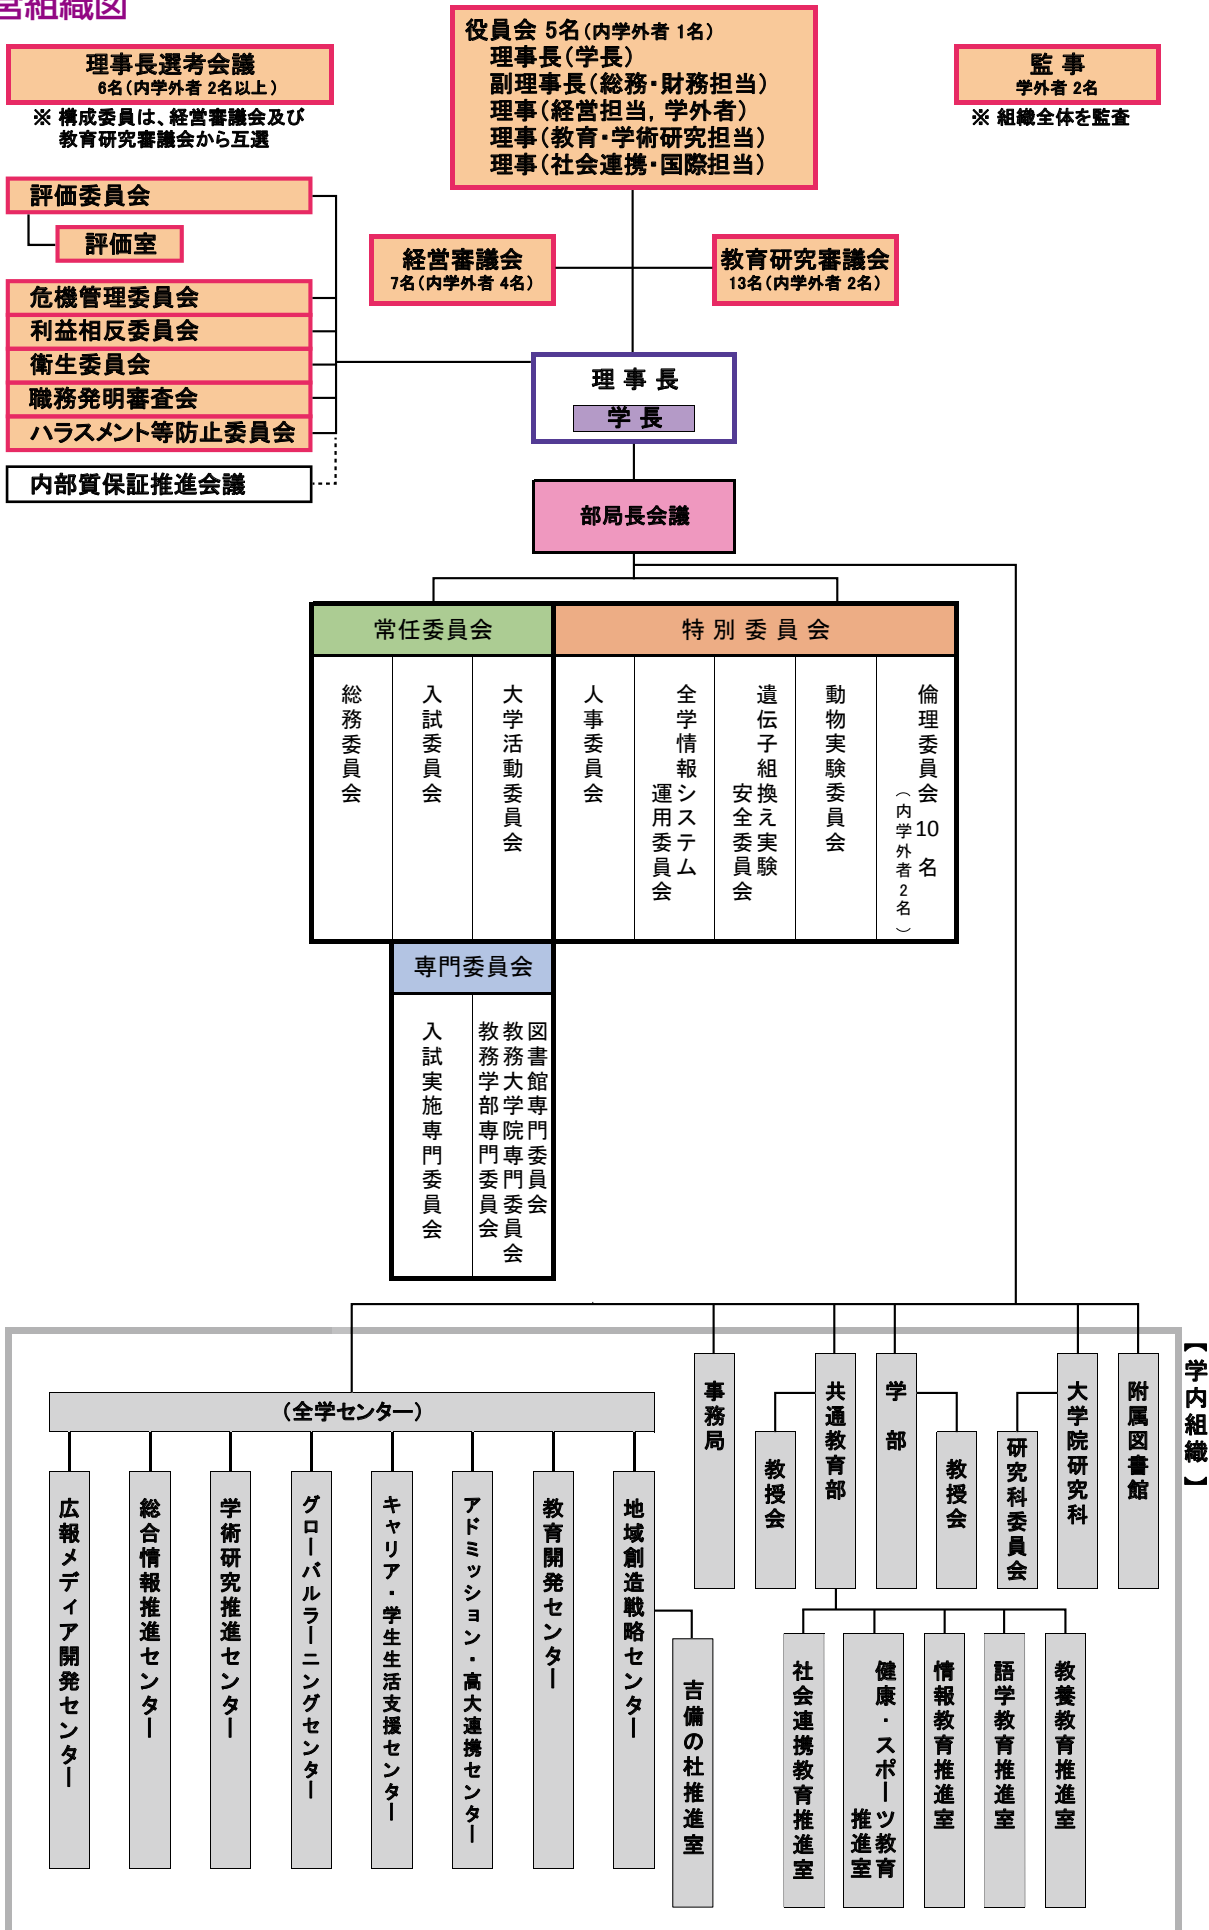 営組織図
役員会 5名(内学外者 1名)
理事長(学長)
副理事長(総務・財務担当)
理事(経営担当, 学外者)
理事(教育・学術研究担当)
理事(社会連携・国際担当)
理事長選考会議
6名(内学外者 2名以上)
※ 構成委員は、経営審議会及び
教育研究審議会から互選
監 事
学外者 2名
※ 組織全体を監査
評価委員会
評価室
経営審議会
7名(内学外者 4名)
教育研究審議会
13名(内学外者 2名)
危機管理委員会
利益相反委員会
衛生委員会
職務発明審査会
ハラスメント等防止委員会
内部質保証推進会議
理 事 長
学 長
部局長会議
常任委員会
特 別 委 員 会
総務委員会
入試委員会
大学活動委員会
人事委員会
全学情報システム
運用委員会
遺伝子組換え実験
安全委員会
動物実験委員会
倫理委員会 10 名
(内学外者 2 名)
専門委員会
入試実施専門委員会
図書館専門委員会
教務大学院専門委員会
教務学部専門委員会
【学内組織】
(全学センター)
広報メディア開発センター
総合情報推進センター
学術研究推進センター
グローバルラーニングセンター
キャリア・学生生活支援センター
アドミッション・高大連携センター
教育開発センター
地域創造戦略センター
吉備の杜推進室
事務局
教授会
共通教育部
学 部
教授会
研究科委員会
大学院研究科
附属図書館
社会連携教育推進室
健康・スポーツ教育
推進室
情報教育推進室
語学教育推進室
教養教育推進室